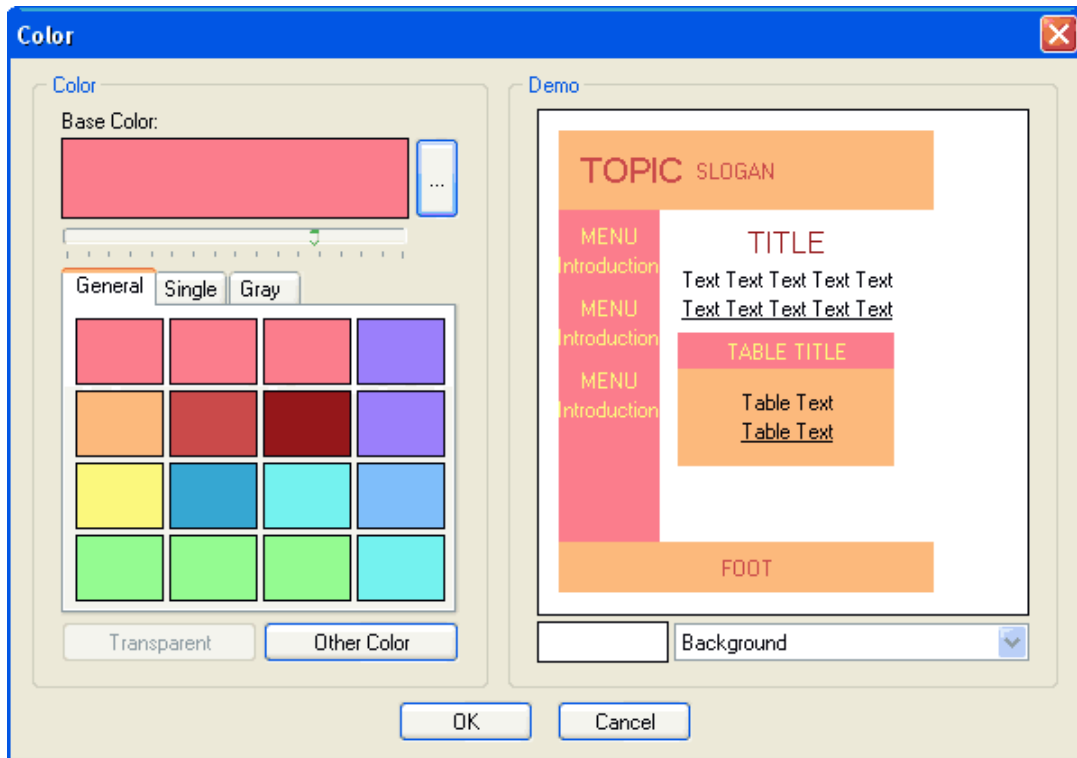 Color
Color
Base Color:
...
General Single Gray
Transparent Other Color
Demo
TOPIC SLOGAN
MENU
Introduction
MENU
Introduction
MENU
Introduction
TITLE
Text Text Text Text Text
Text Text Text Text Text
TABLE TITLE
Table Text
Table Text
FOOT
Background
OK Cancel